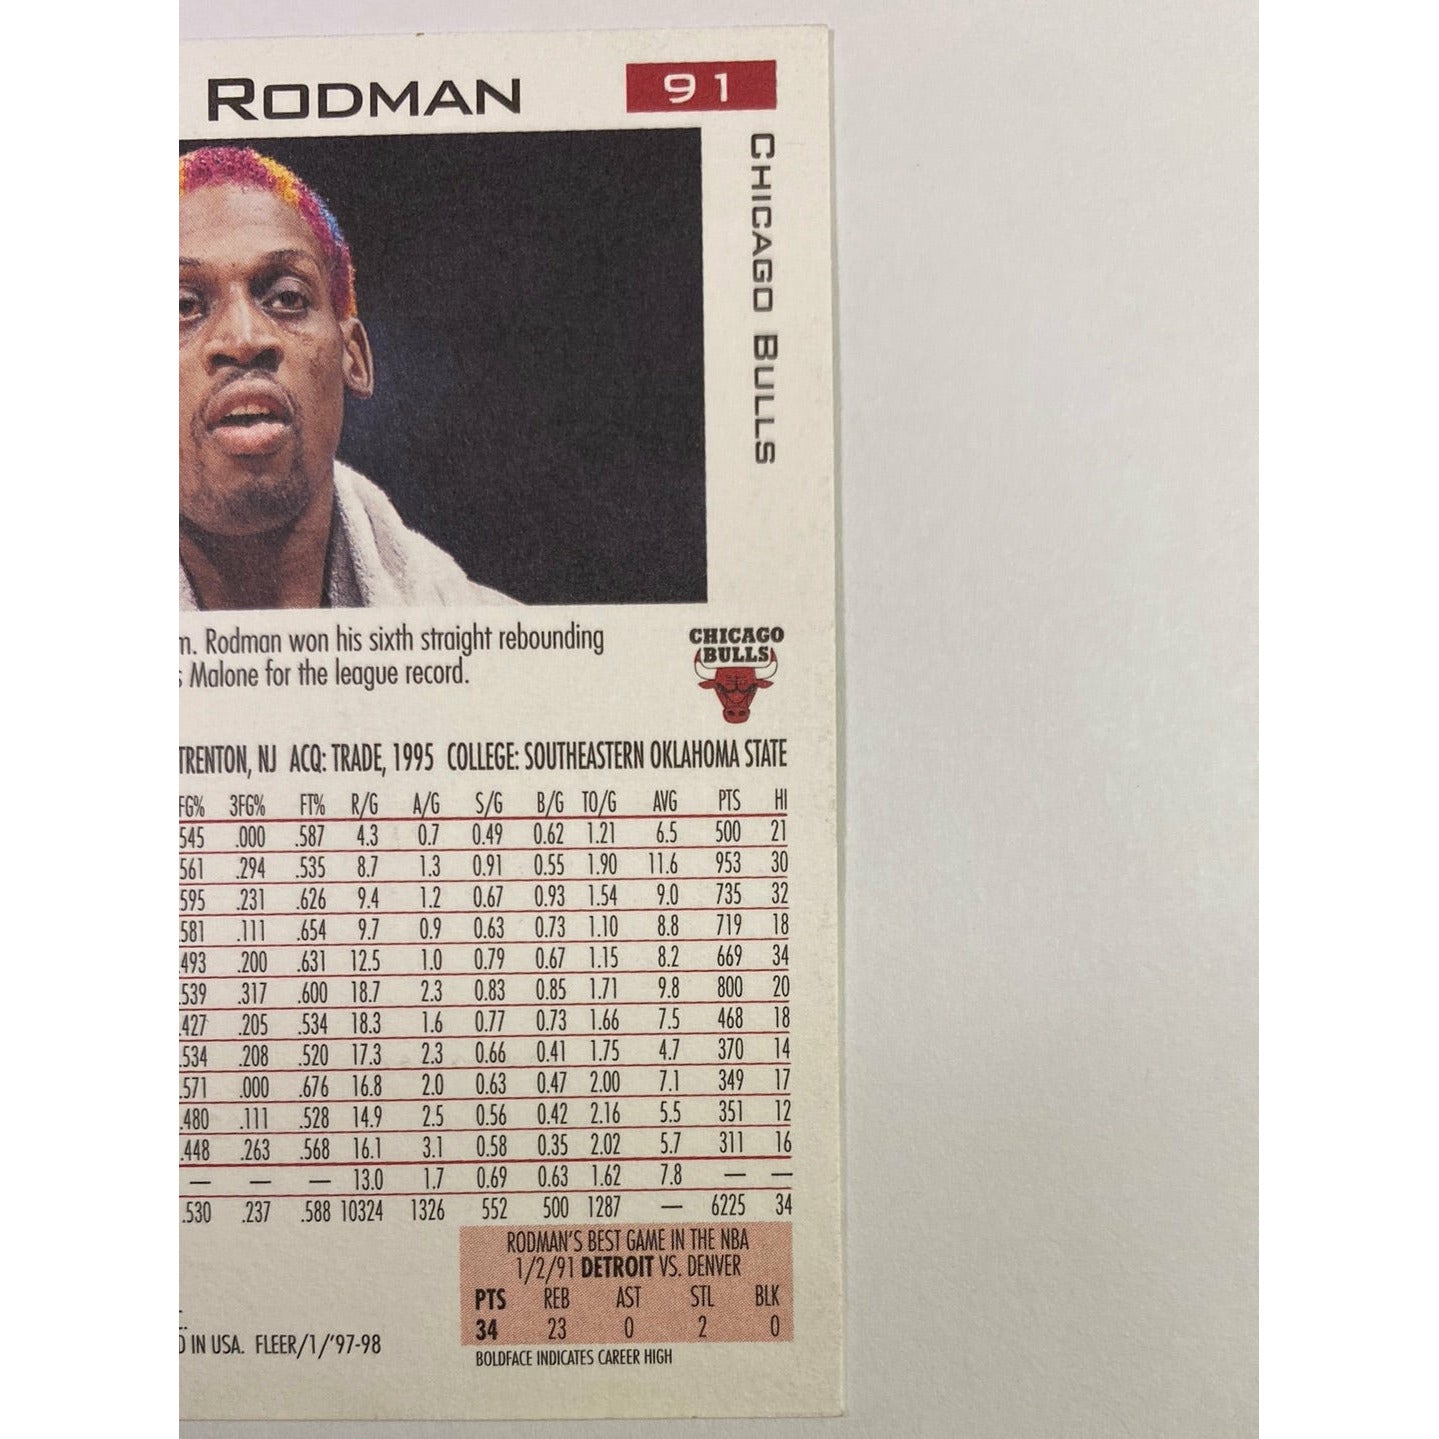 RODMAN
91
CHICAGO BULLS
m. Rodman won his sixth straight rebounding
s Malone for the league record.
CHICAGO
BULLS
TRENTON, NJ ACQ: TRADE, 1995 COLLEGE: SOUTHEASTERN OKLAHOMA STATE
FG% 3FG% FT% R/G A/G S/G B/G TO/G AVG PTS HI
.545 .000 .587 4.3 0.7 0.49 0.62 1.21 6.5 500 21
.561 .294 .535 8.7 1.3 0.91 0.55 1.90 11.6 953 30
.595 .231 .626 9.4 1.2 0.67 0.93 1.54 9.0 735 32
.581 .111 .654 9.7 0.9 0.63 0.73 1.10 8.8 719 18
.493 .200 .631 12.5 1.0 0.79 0.67 1.15 8.2 669 34
.539 .317 .600 18.7 2.3 0.83 0.85 1.71 9.8 800 20
.427 .205 .534 18.3 1.6 0.77 0.73 1.66 7.5 468 18
.534 .208 .520 17.3 2.3 0.66 0.41 1.75 4.7 370 14
.571 .000 .676 16.8 2.0 0.63 0.47 2.00 7.1 349 17
.480 .111 .528 14.9 2.5 0.56 0.42 2.16 5.5 351 12
.448 .263 .568 16.1 3.1 0.58 0.35 2.02 5.7 311 16
— — — 13.0 1.7 0.69 0.63 1.62 7.8 — —
.530 .237 .588 10324 1326 552 500 1287 — 6225 34
RODMAN'S BEST GAME IN THE NBA
1/2/91 DETROIT VS. DENVER
PTS REB AST STL BLK
34 23 0 2 0
D IN USA. FLEER/1/'97-98
BOLDFACE INDICATES CAREER HIGH